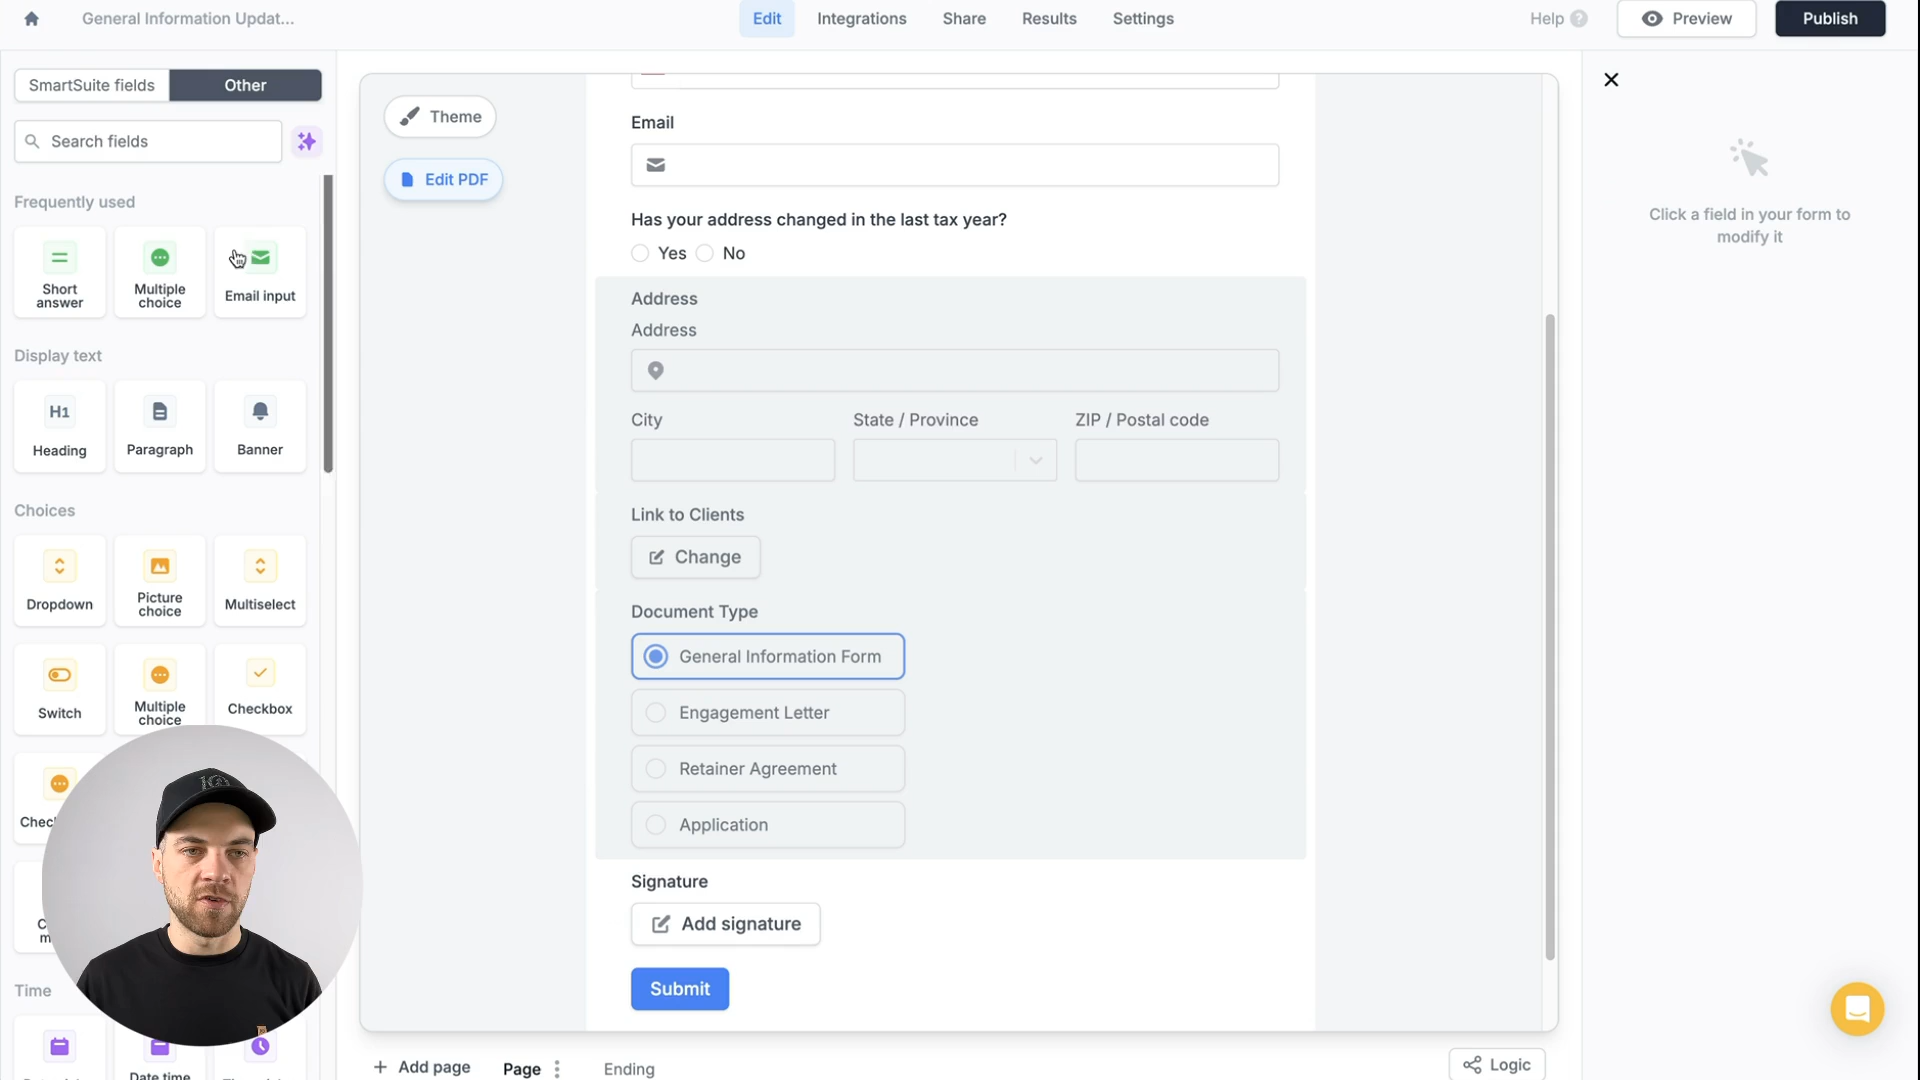 General Information Updat...
Edit
Integrations
Share
Results
Settings
Help
Preview
Publish
SmartSuite fields
Other
Search fields
Frequently used
Short
answer
Multiple
choice
Email input
Display text
H1
Heading
Paragraph
Banner
Choices
Dropdown
Picture
choice
Multiselect
Switch
Multiple
choice
Checkbox
Time
Theme
Edit PDF
Email
Has your address changed in the last tax year?
Yes
No
Address
Address
City
State / Province
ZIP / Postal code
Link to Clients
Change
Document Type
General Information Form
Engagement Letter
Retainer Agreement
Application
Signature
Add signature
Submit
Add page
Page
Ending
Logic
Click a field in your form to
modify it